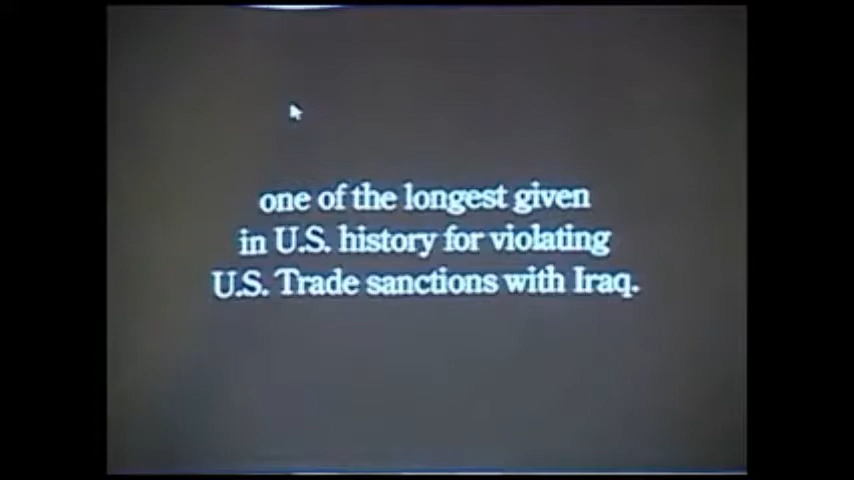 one of the longest given
in U.S. history for violating
U.S. Trade sanctions with Iraq.